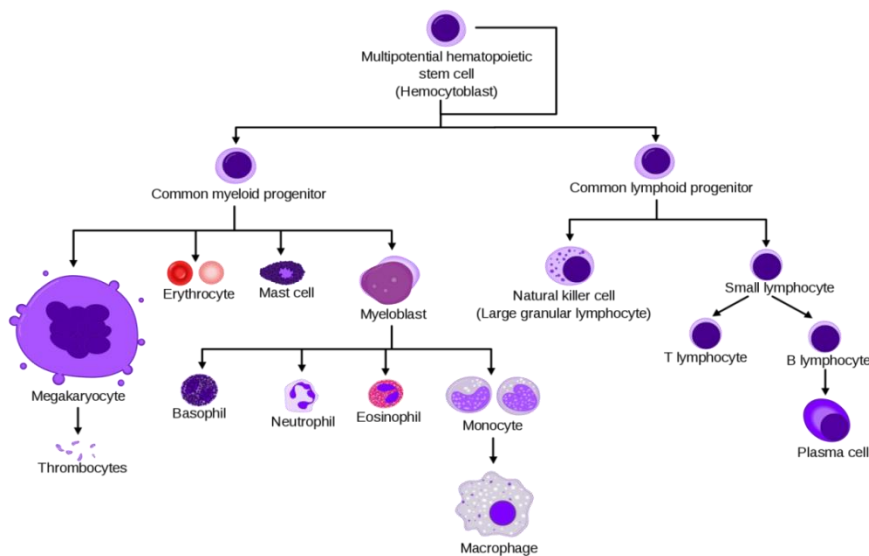 Multipotential hematopoietic
stem cell
(Hemocytoblast)
Common myeloid progenitor
Common lymphoid progenitor
Erythrocyte
Mast cell
Myeloblast
Natural killer cell
(Large granular lymphocyte)
Small lymphocyte
T lymphocyte
B lymphocyte
Megakaryocyte
Basophil
Neutrophil
Eosinophil
Monocyte
Plasma cell
Thrombocytes
Macrophage